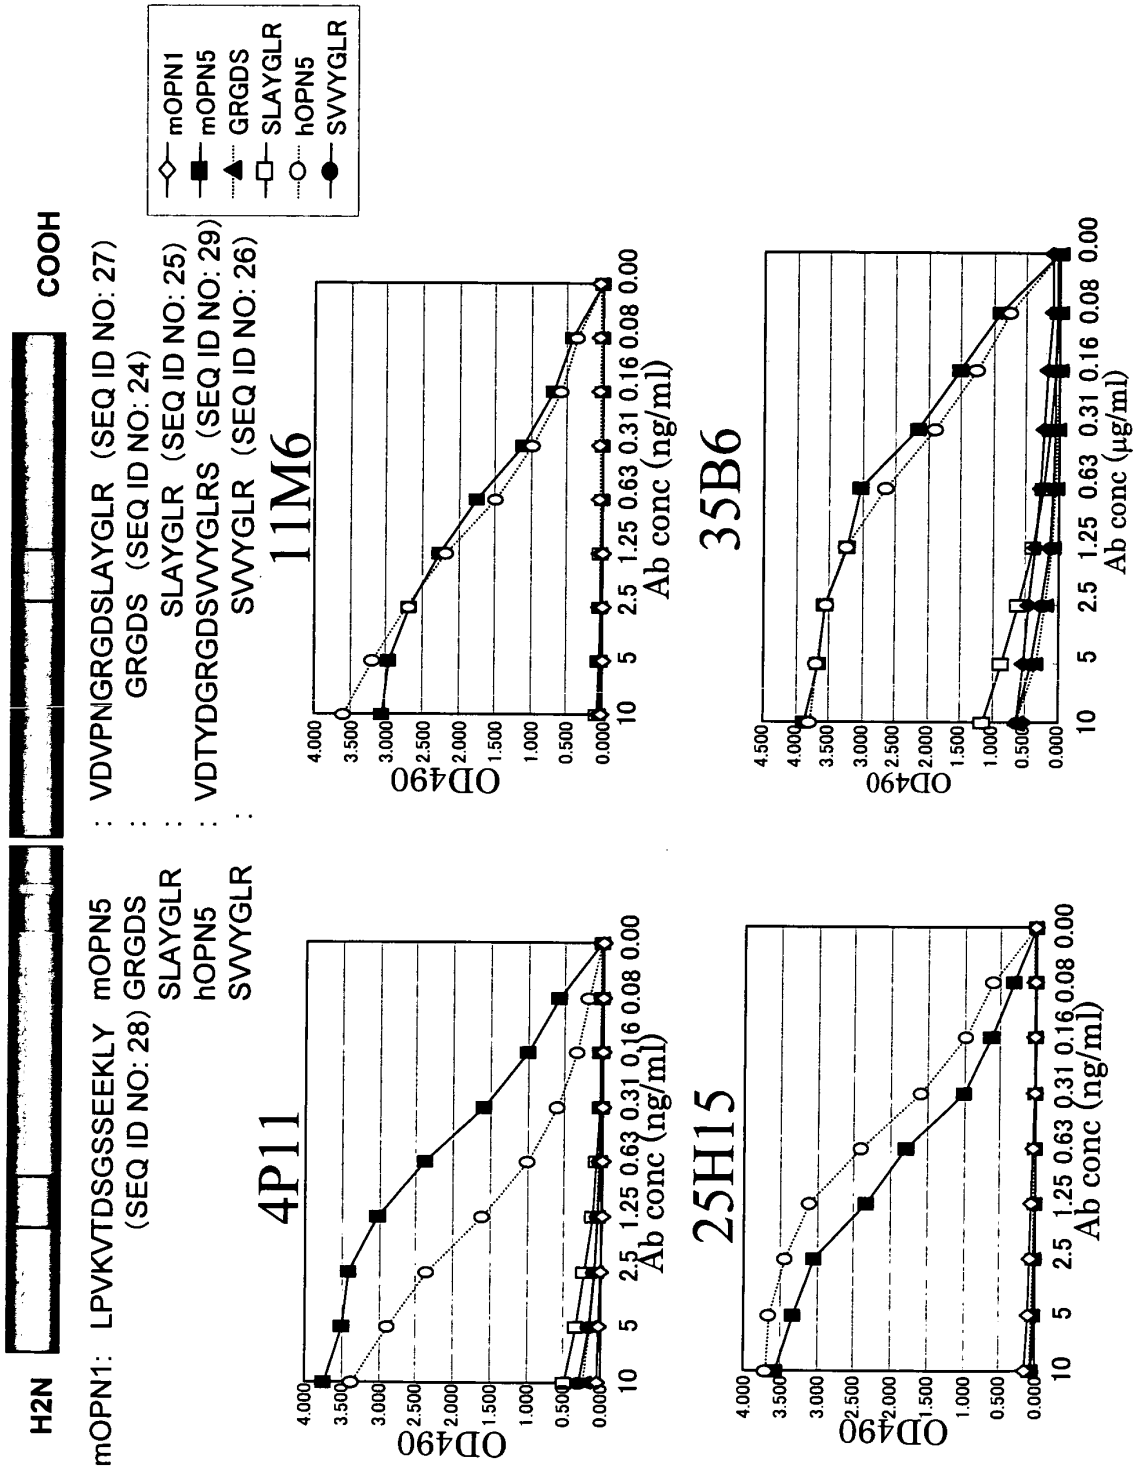 H2N COOH
mOPN1: LPVKVTDSGSSEEKLY mOPN5 : VDVPNGRGDSLAYGLR (SEQ ID NO: 27)
(SEQ ID NO: 28) GRGDS : GRGDS (SEQ ID NO: 24)
SLAYGLR : SLAYGLR (SEQ ID NO: 25)
hOPN5 : VDTYDGRGDSVVYGLRS (SEQ ID NO: 29)
SVVYGLR : SVVYGLR (SEQ ID NO: 26)
mOPN1
mOPN5
GRGDS
SLAYGLR
hOPN5
SVVYGLR
4P11
OD490
4.000
3.500
3.000
2.500
2.000
1.500
1.000
0.500
0.000
10 5 2.5 1.25 0.63 0.31 0.16 0.08 0.00
Ab conc (ng/ml)
11M6
OD490
4.000
3.500
3.000
2.500
2.000
1.500
1.000
0.500
0.000
10 5 2.5 1.25 0.63 0.31 0.16 0.08 0.00
Ab conc (ng/ml)
25H15
OD490
4.000
3.500
3.000
2.500
2.000
1.500
1.000
0.500
0.000
10 5 2.5 1.25 0.63 0.31 0.16 0.08 0.00
Ab conc (ng/ml)
35B6
OD490
4.500
4.000
3.500
3.000
2.500
2.000
1.500
1.000
0.500
0.000
10 5 2.5 1.25 0.63 0.31 0.16 0.08 0.00
Ab conc (μg/ml)